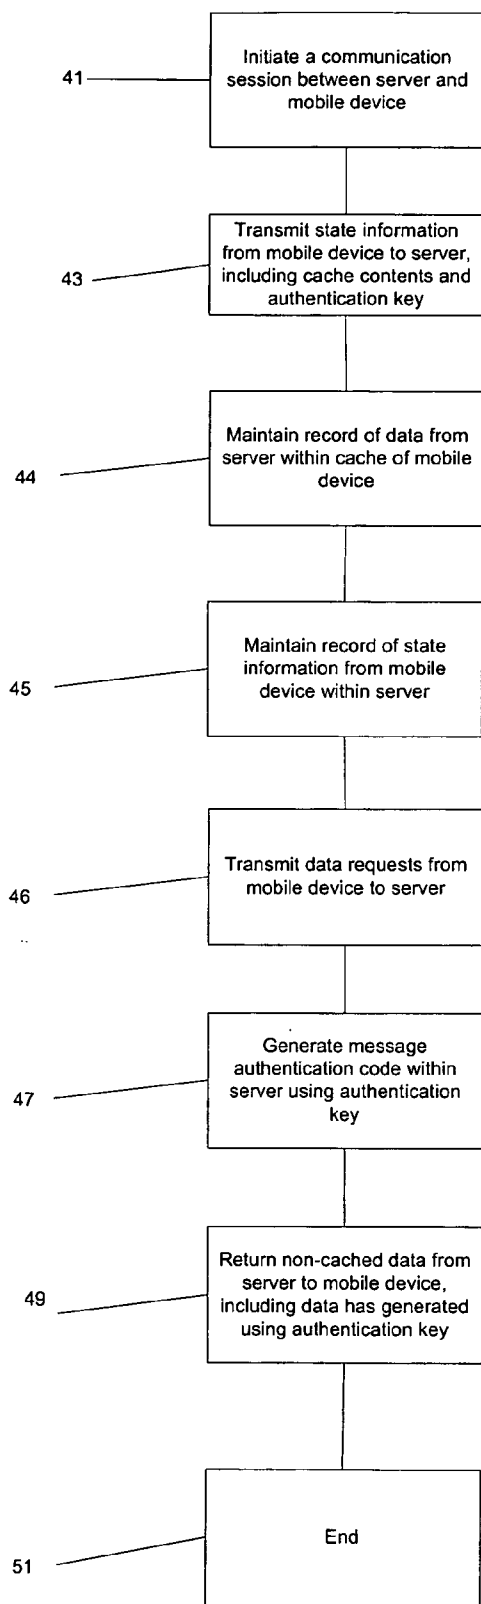 41
Initiate a communication
session between server and
mobile device
43
Transmit state information
from mobile device to server,
including cache contents and
authentication key
44
Maintain record of data from
server within cache of mobile
device
45
Maintain record of state
information from mobile
device within server
46
Transmit data requests from
mobile device to server
47
Generate message
authentication code within
server using authentication
key
49
Return non-cached data from
server to mobile device,
including data has generated
using authentication key
51
End